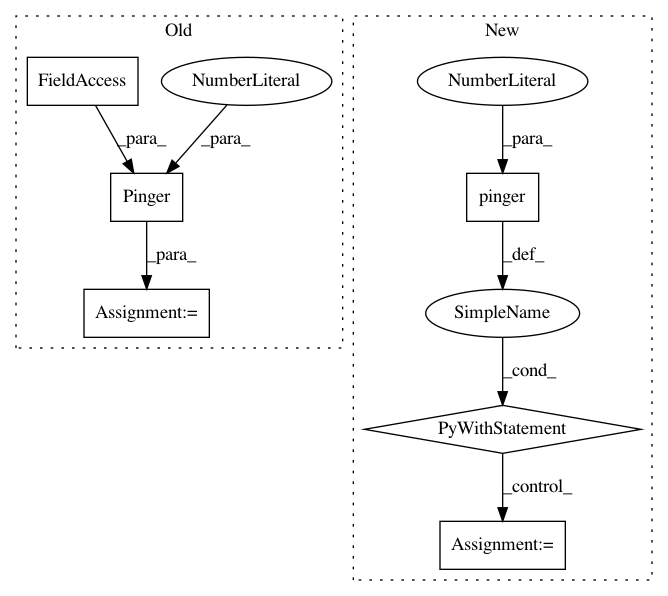 Old
FieldAccess
NumberLiteral
_para_
_para_
Pinger
_para_
Assignment:=
New
NumberLiteral
_para_
pinger
_def_
SimpleName
_cond_
PyWithStatement
_control_
Assignment:=